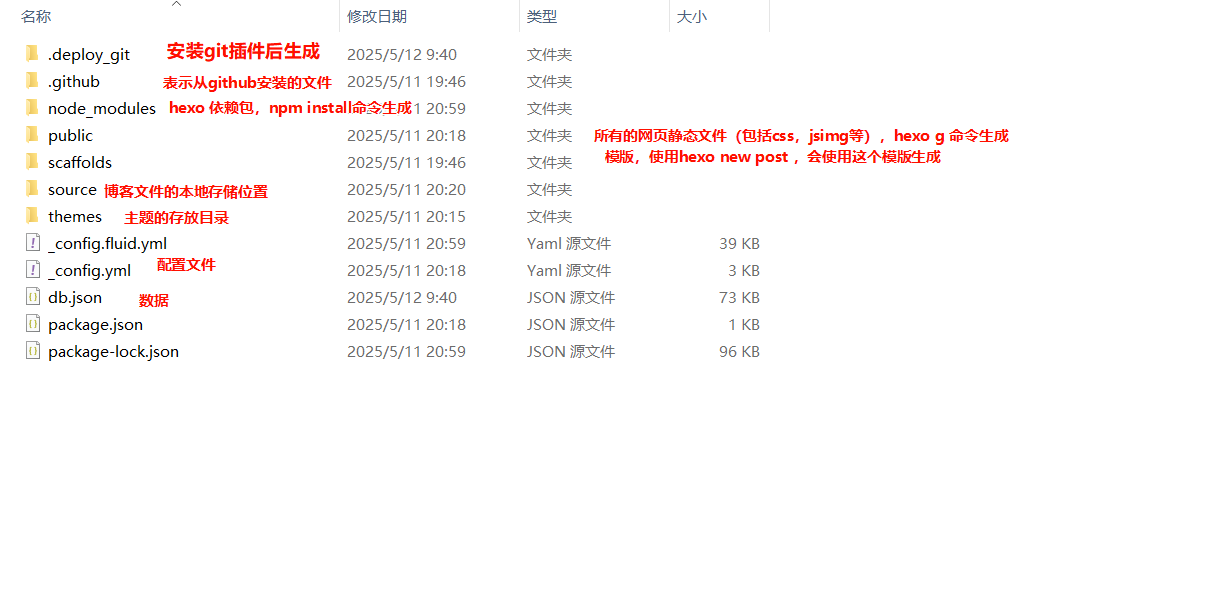 名称 修改日期 类型 大小
.deploy_git 安装git插件后生成 2025/5/12 9:40 文件夹
.github 表示从github安装的文件 2025/5/11 19:46 文件夹
node_modules hexo 依赖包，npm install命令生成1 20:59 文件夹
public 2025/5/11 20:18 文件夹 所有的网页静态文件（包括css，jsimg等），hexo g 命令生成
scaffolds 2025/5/11 19:46 文件夹 模版，使用hexo new post ，会使用这个模版生成
source 博客文件的本地存储位置 2025/5/11 20:20 文件夹
themes 主题的存放目录 2025/5/11 20:15 文件夹
_config.fluid.yml 2025/5/11 20:59 Yaml 源文件 39 KB
_config.yml 配置文件 2025/5/11 20:18 Yaml 源文件 3 KB
db.json 数据 2025/5/12 9:40 JSON 源文件 73 KB
package.json 2025/5/11 20:18 JSON 源文件 1 KB
package-lock.json 2025/5/11 20:59 JSON 源文件 96 KB